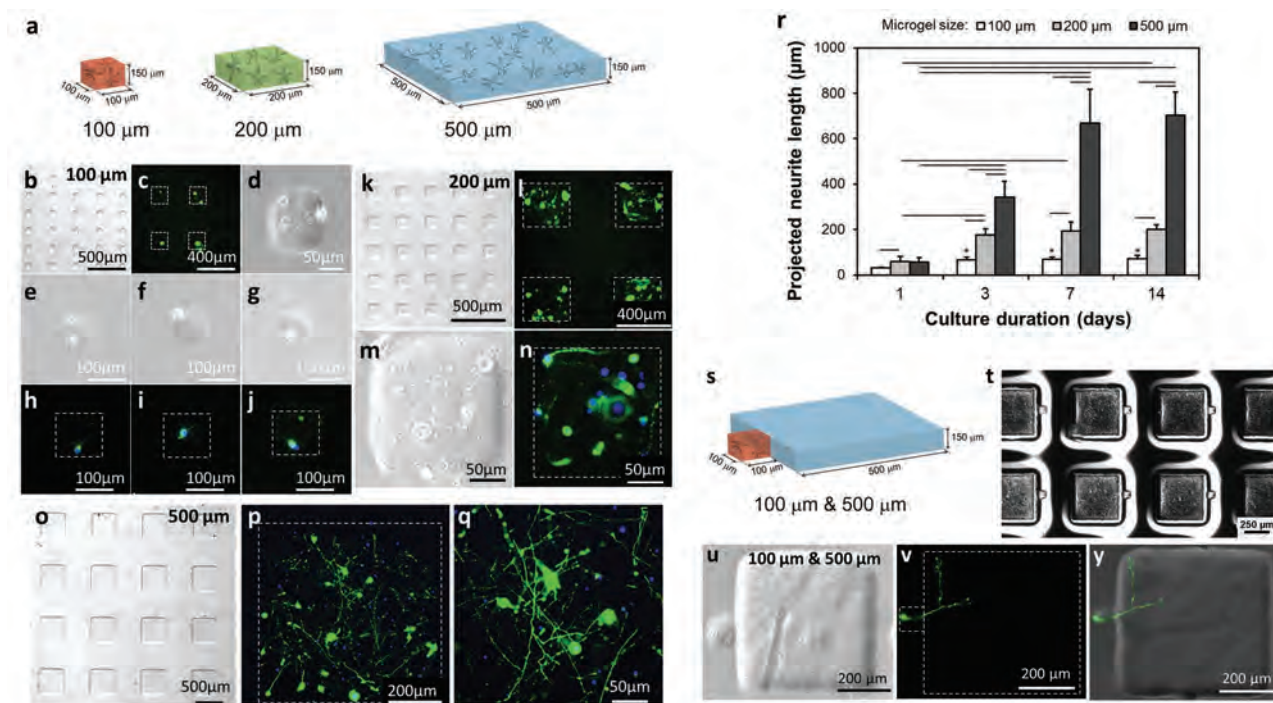 a
100 µm
100 µm
150 µm
100 µm
200 µm
200 µm
150 µm
200 µm
500 µm
500 µm
150 µm
500 µm
b
100 µm
500µm
c
400µm
d
50µm
e
100µm
f
100µm
g
h
100µm
i
100µm
j
100µm
k
200 µm
500µm
l
400µm
m
50µm
n
50µm
o
500 µm
500µm
p
200µm
q
50µm
r
Microgel size: 100 µm 200 µm 500 µm
Projected neurite length (µm)
1000
800
600
400
200
0
* * *
1 3 7 14
Culture duration (days)
s
100 µm
100 µm
500 µm
150 µm
100 µm & 500 µm
t
250 µm
u
100 µm & 500 µm
200 µm
v
200 µm
y
200 µm